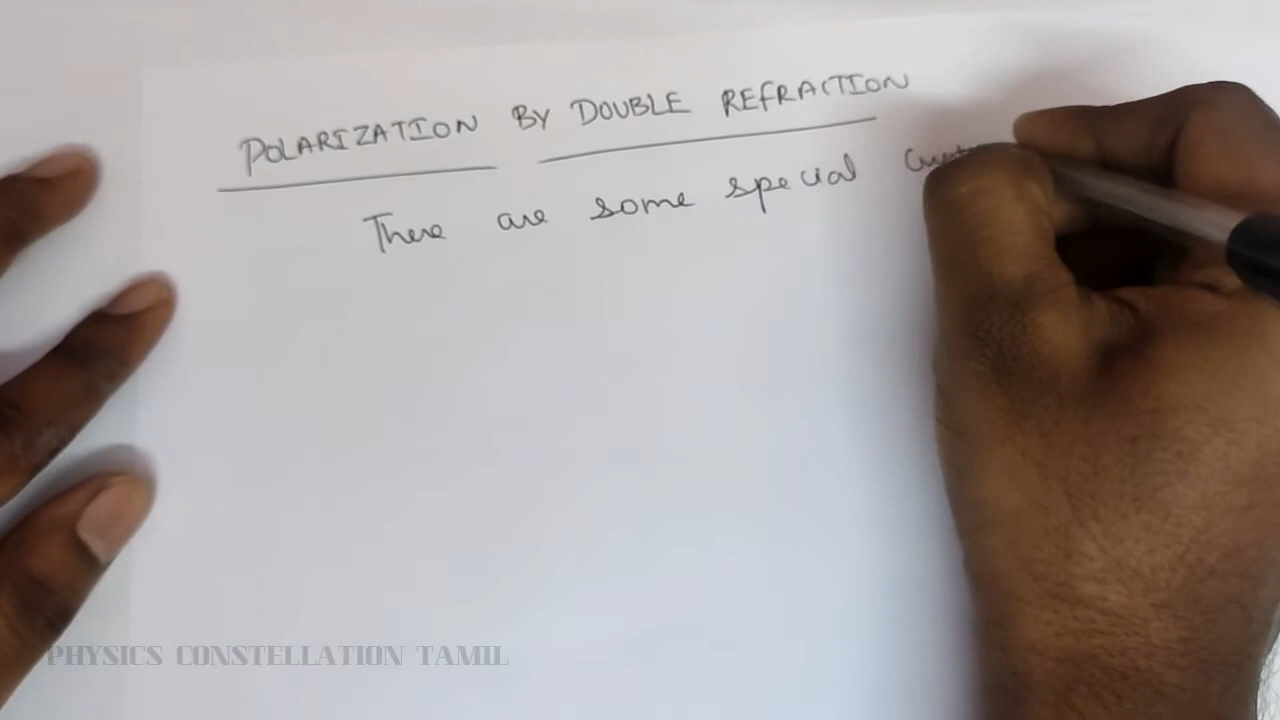 POLARIZATION BY DOUBLE REFRACTION
There are some special
PHYSICS CONSTELLATION TAMIL